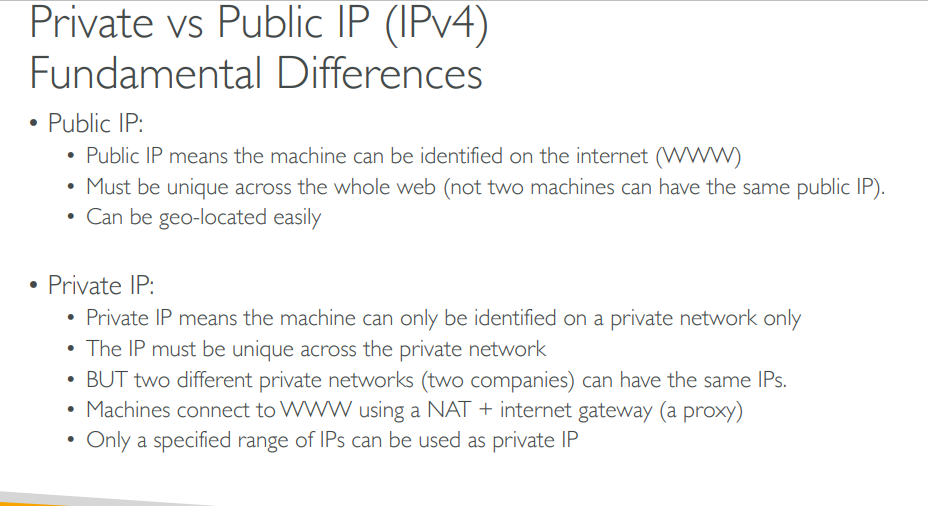 Private vs Public IP (IPv4)
Fundamental Differences
• Public IP:
• Public IP means the machine can be identified on the internet (WWW)
• Must be unique across the whole web (not two machines can have the same public IP).
• Can be geo-located easily
• Private IP:
• Private IP means the machine can only be identified on a private network only
• The IP must be unique across the private network
• BUT two different private networks (two companies) can have the same IPs.
• Machines connect to WWW using a NAT + internet gateway (a proxy)
• Only a specified range of IPs can be used as private IP